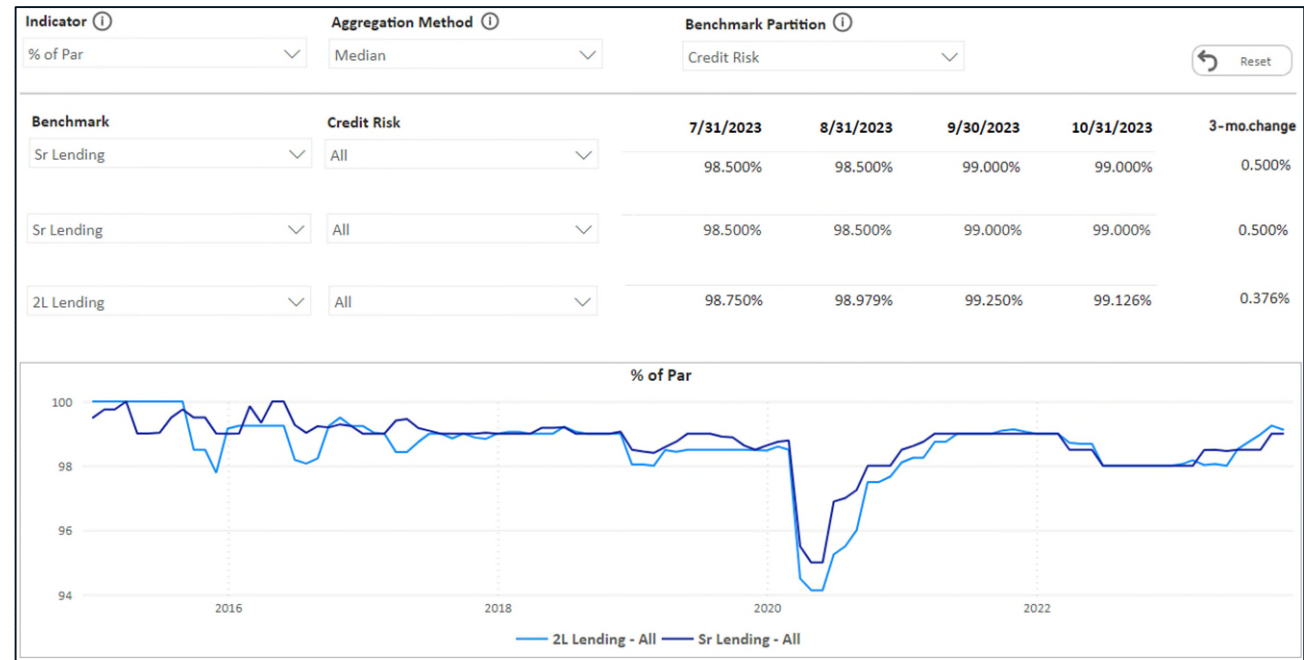 Indicator ⓘ Aggregation Method ⓘ Benchmark Partition ⓘ
% of Par Median Credit Risk Reset
Benchmark Credit Risk 7/31/2023 8/31/2023 9/30/2023 10/31/2023 3-mo.change
Sr Lending All 98.500% 98.500% 99.000% 99.000% 0.500%
Sr Lending All 98.500% 98.500% 99.000% 99.000% 0.500%
2L Lending All 98.750% 98.979% 99.250% 99.126% 0.376%
% of Par
100
98
96
94
2016 2018 2020 2022
2L Lending - All Sr Lending - All